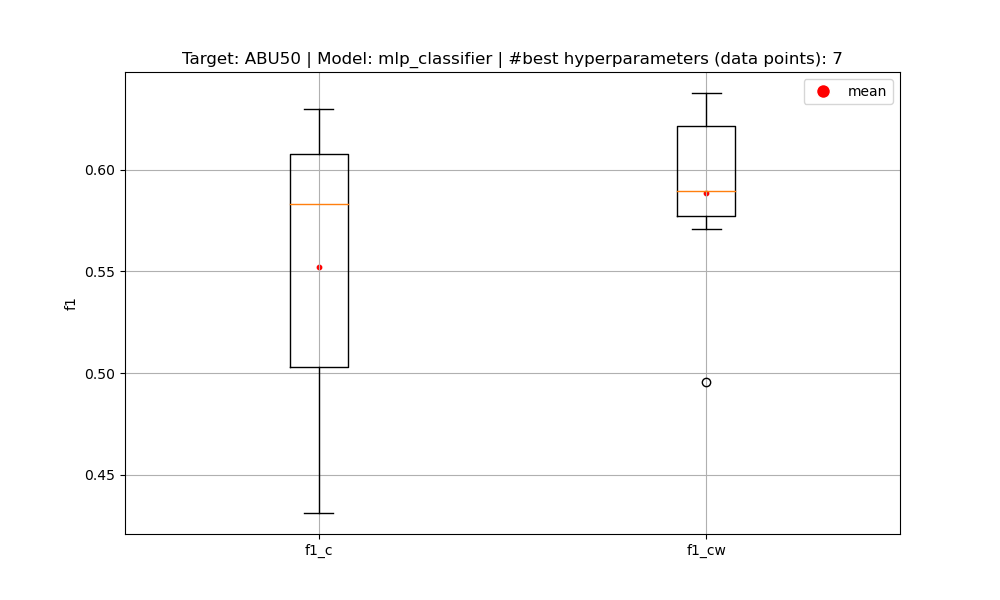 Target: ABU50 | Model: mlp_classifier | #best hyperparameters (data points): 7
mean
0.60
0.55
0.50
0.45
f1
f1_c
f1_cw